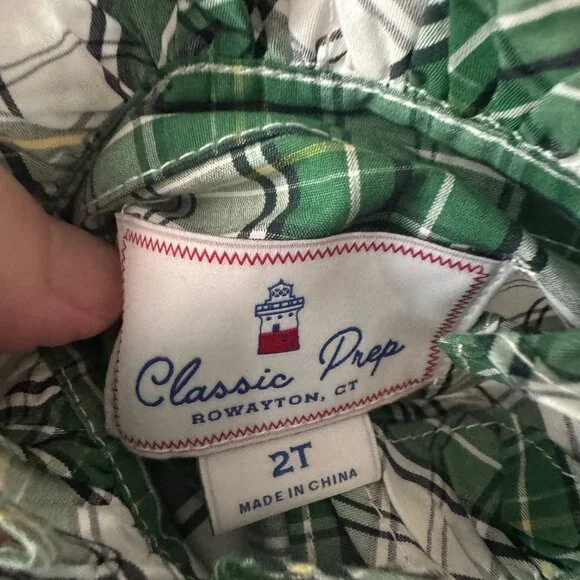 Classic Prep
ROWAYTON, CT
2T
MADE IN CHINA